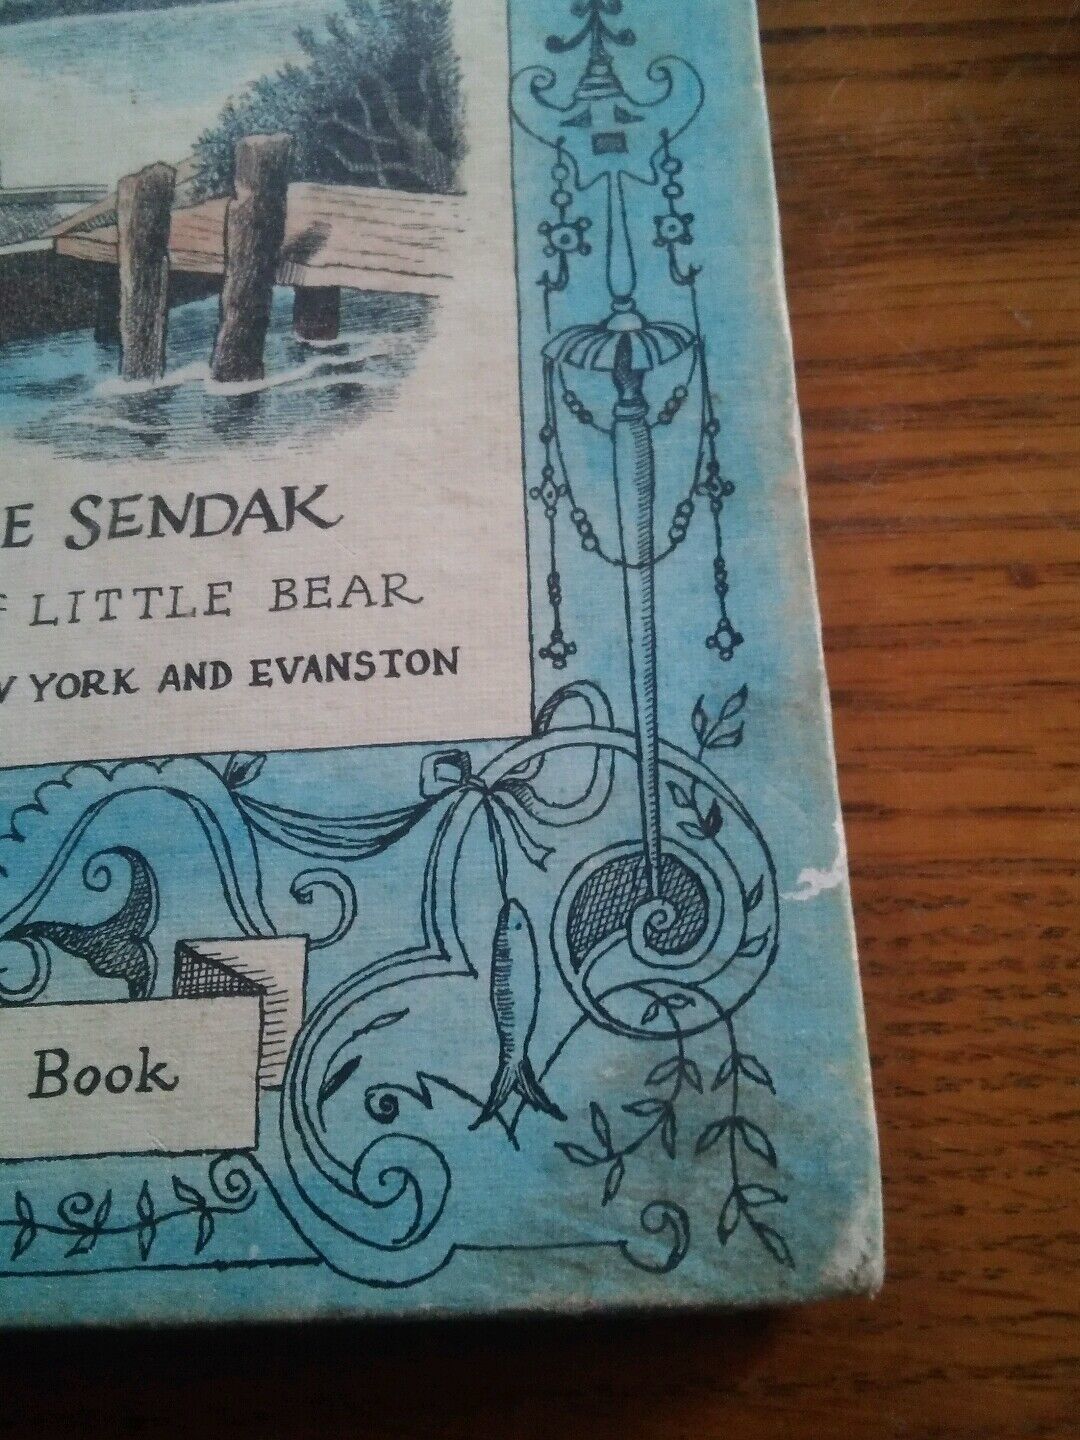 E SENDAK
F LITTLE BEAR
W YORK AND EVANSTON
Book